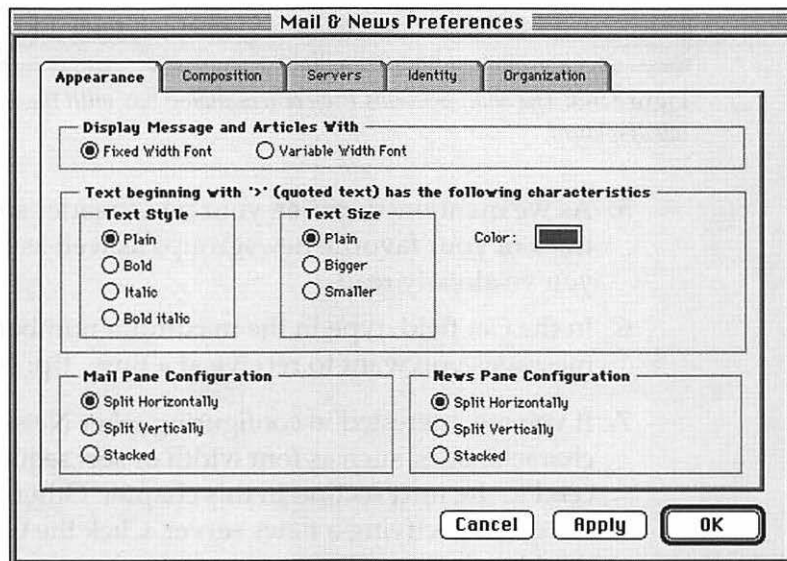 Mail & News Preferences
Appearance Composition Servers Identity Organization
Display Message and Articles With
Fixed Width Font Variable Width Font
Text beginning with '>' (quoted text) has the following characteristics
Text Style
Plain
Bold
Italic
Bold italic
Text Size
Plain
Bigger
Smaller
Color:
Mail Pane Configuration
Split Horizontally
Split Vertically
Stacked
News Pane Configuration
Split Horizontally
Split Vertically
Stacked
Cancel Apply OK